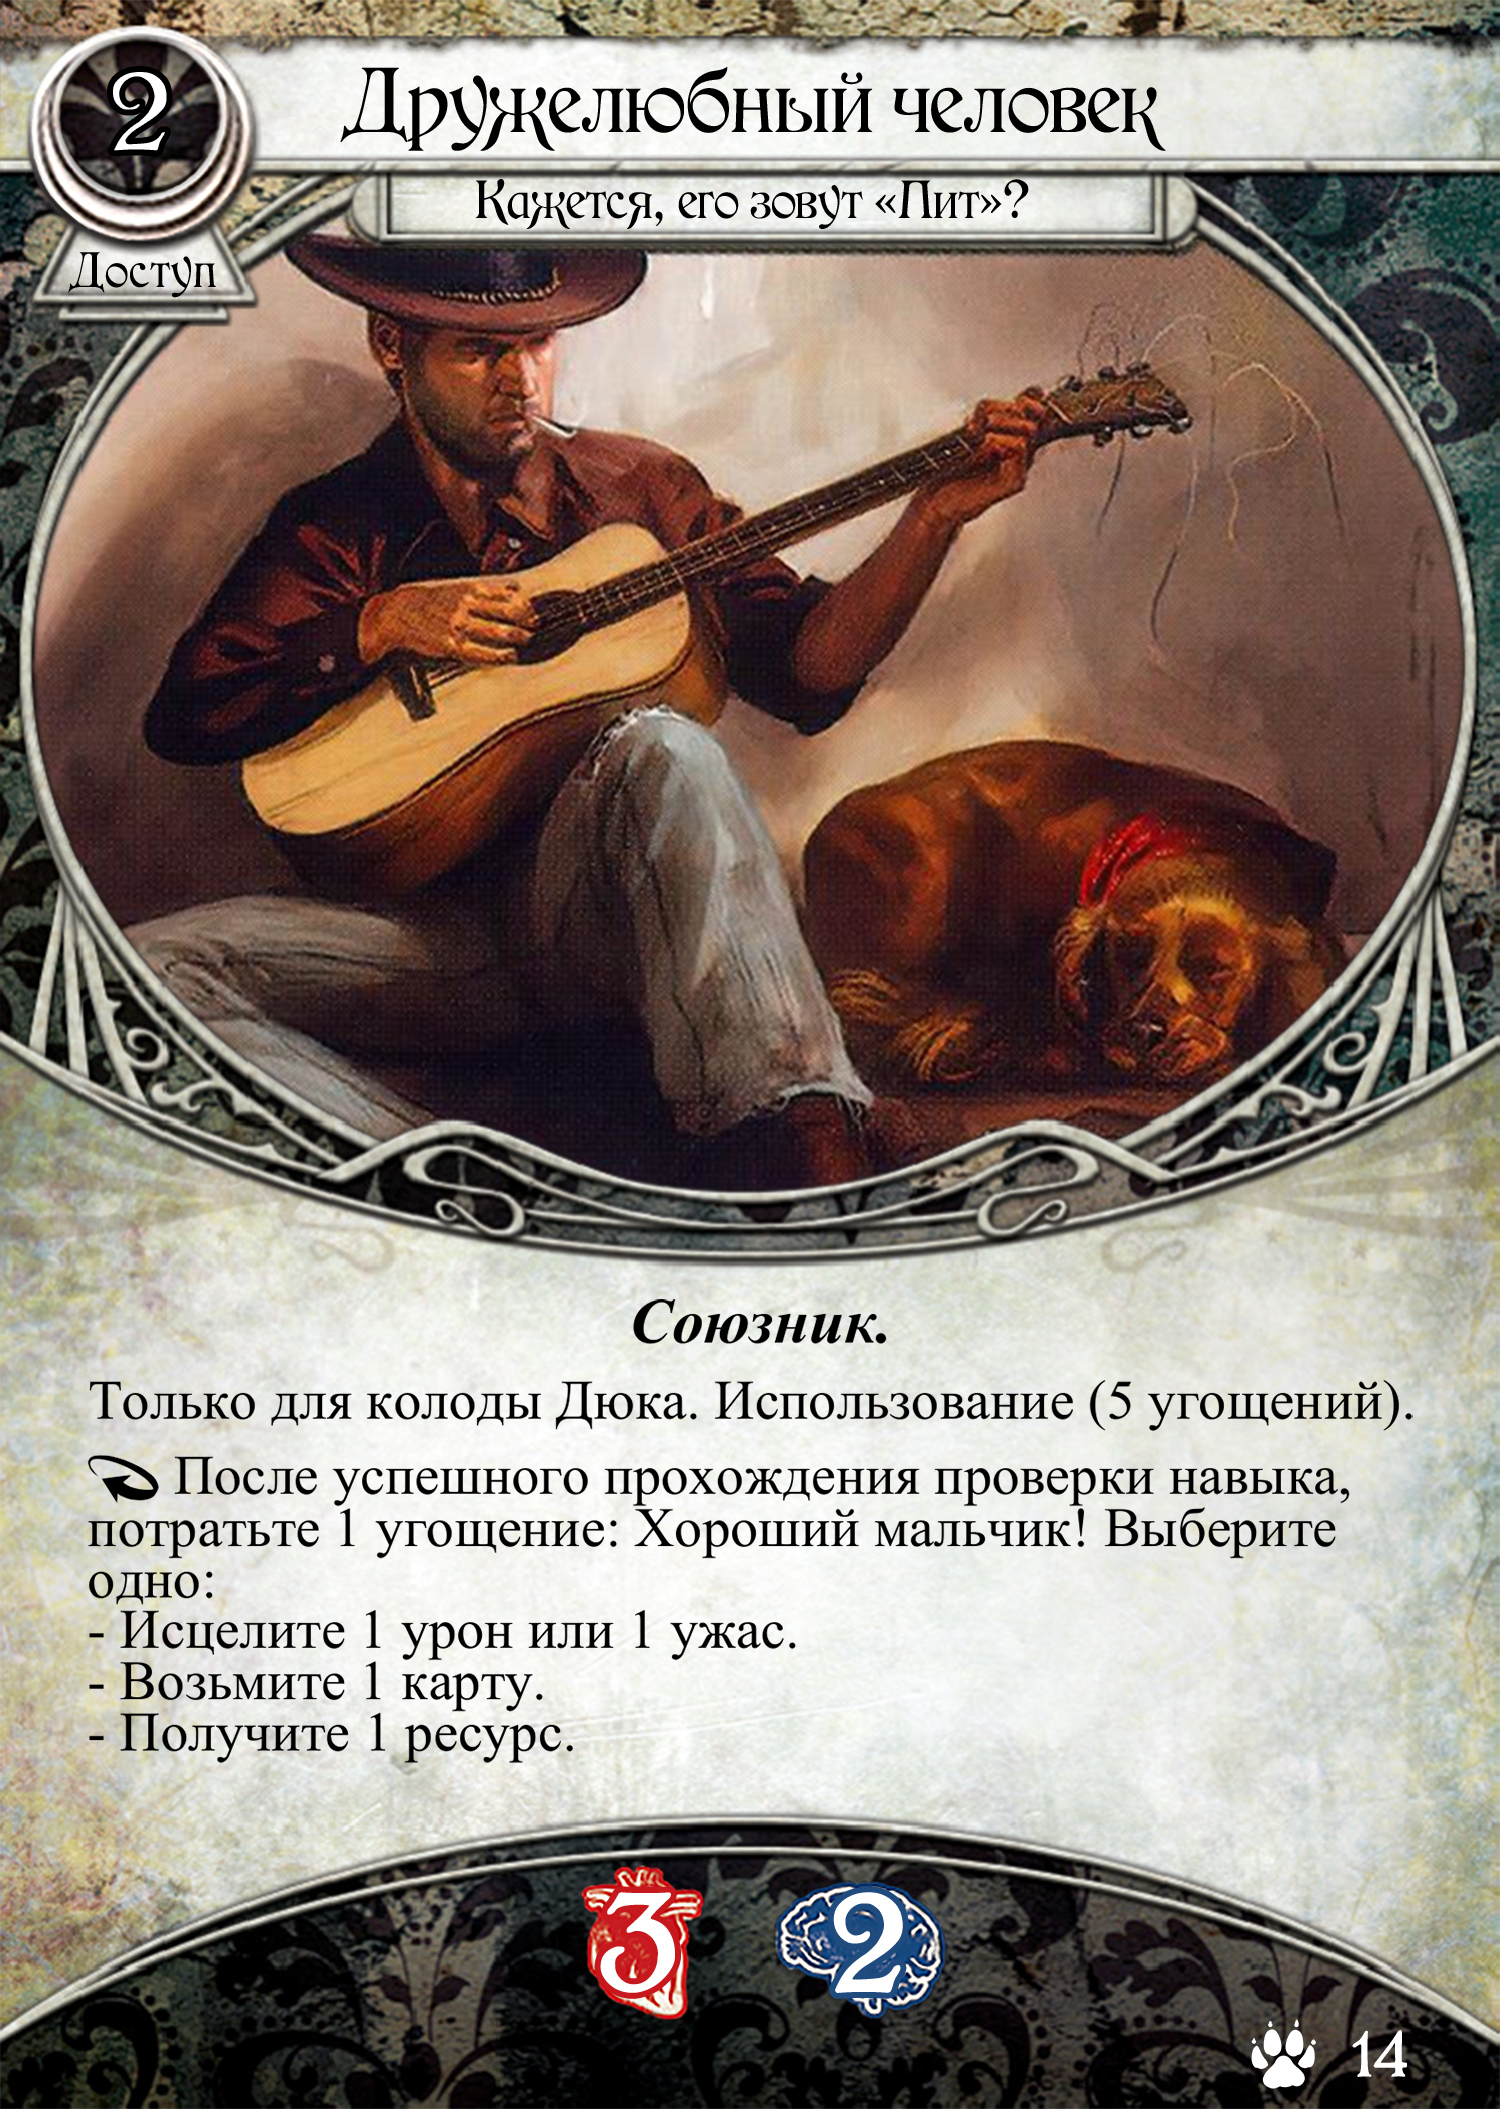 2
Дружелюбный человек
Кажется, его зовут «Пит»?
Доступ
Союзник.
Только для колоды Дюка. Использование (5 угощений).
После успешного прохождения проверки навыка,
потратьте 1 угощение: Хороший мальчик! Выберите
одно:
- Исцелите 1 урон или 1 ужас.
- Возьмите 1 карту.
- Получите 1 ресурс.
3 2
14